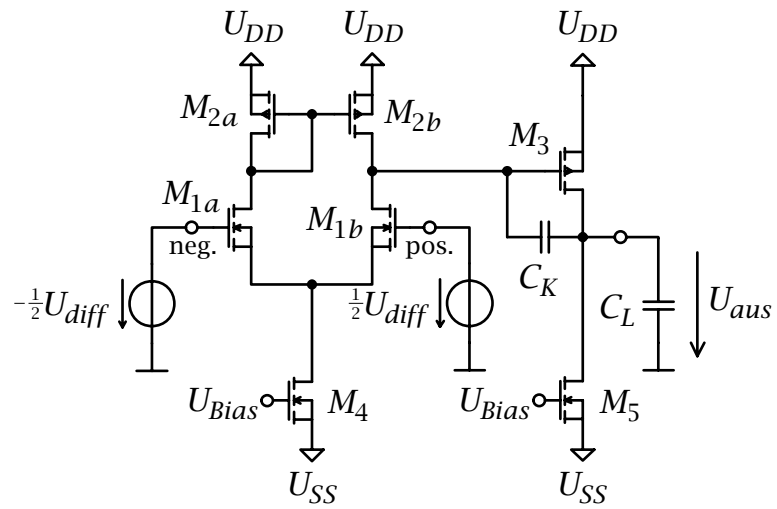 U_DD U_DD U_DD
M_2a M_2b
M_3
M_1a M_1b
neg. pos.
C_K
-½U_diff ½U_diff C_L U_aus
U_Bias M_4 U_Bias M_5
U_SS U_SS